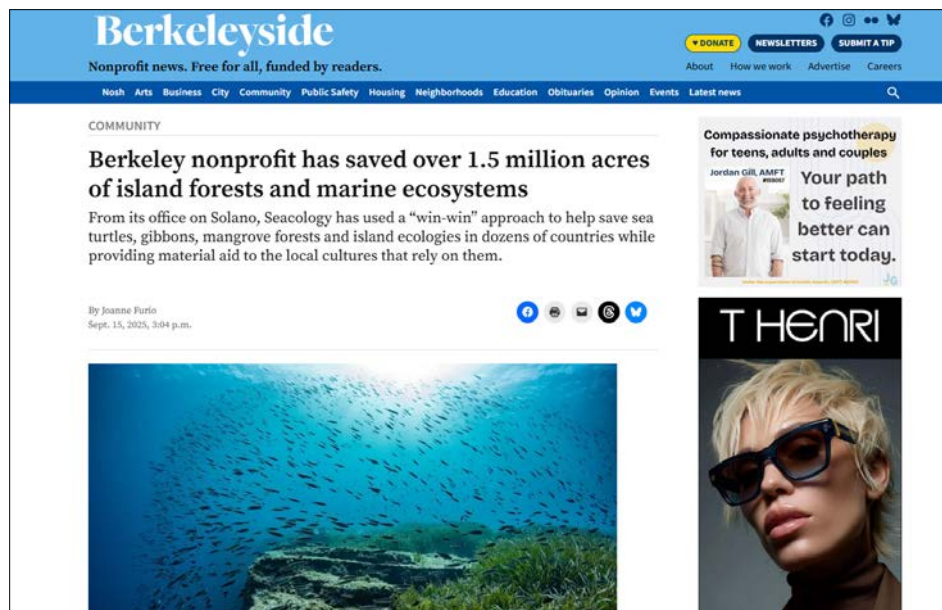 Berkeleyside
Nonprofit news. Free for all, funded by readers.
♥ DONATE NEWSLETTERS SUBMIT A TIP
About How we work Advertise Careers
Nosh Arts Business City Community Public Safety Housing Neighborhoods Education Obituaries Opinion Events Latest news
COMMUNITY
Berkeley nonprofit has saved over 1.5 million acres
of island forests and marine ecosystems
From its office on Solano, Seacology has used a “win-win” approach to help save sea
turtles, gibbons, mangrove forests and island ecologies in dozens of countries while
providing material aid to the local cultures that rely on them.
By Joanne Furio
Sept. 15, 2025, 3:04 p.m.
Compassionate psychotherapy
for teens, adults and couples
Jordan Gill, AMFT
Your path
to feeling
better can
start today.
JG
T HENRI